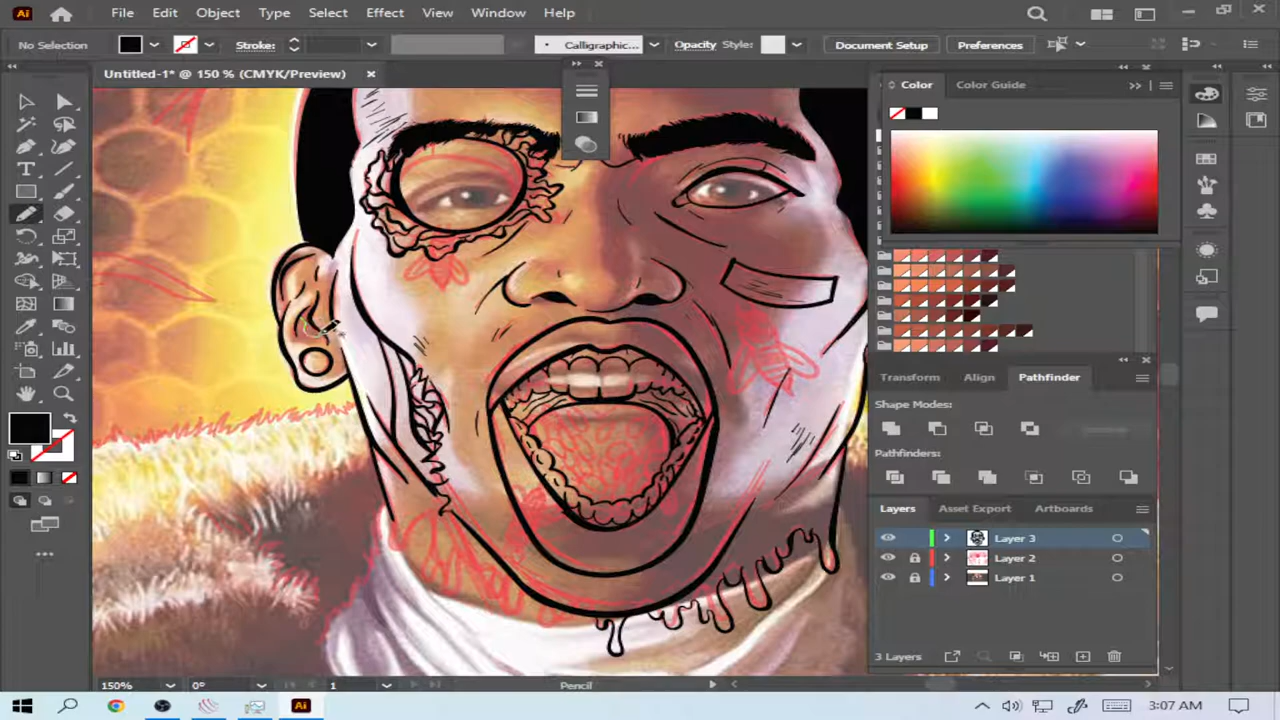 Ai File Edit Object Type Select Effect View Window Help
No Selection Stroke: Calligraphic... Opacity Style: Document Setup Preferences
Untitled-1* @ 150 % (CMYK/Preview)
Color Color Guide
Transform Align Pathfinder
Shape Modes:
Pathfinders:
Layers Asset Export Artboards
Layer 3
Layer 2
Layer 1
3 Layers
150% 0° 1 Pencil
Ai 3:07 AM